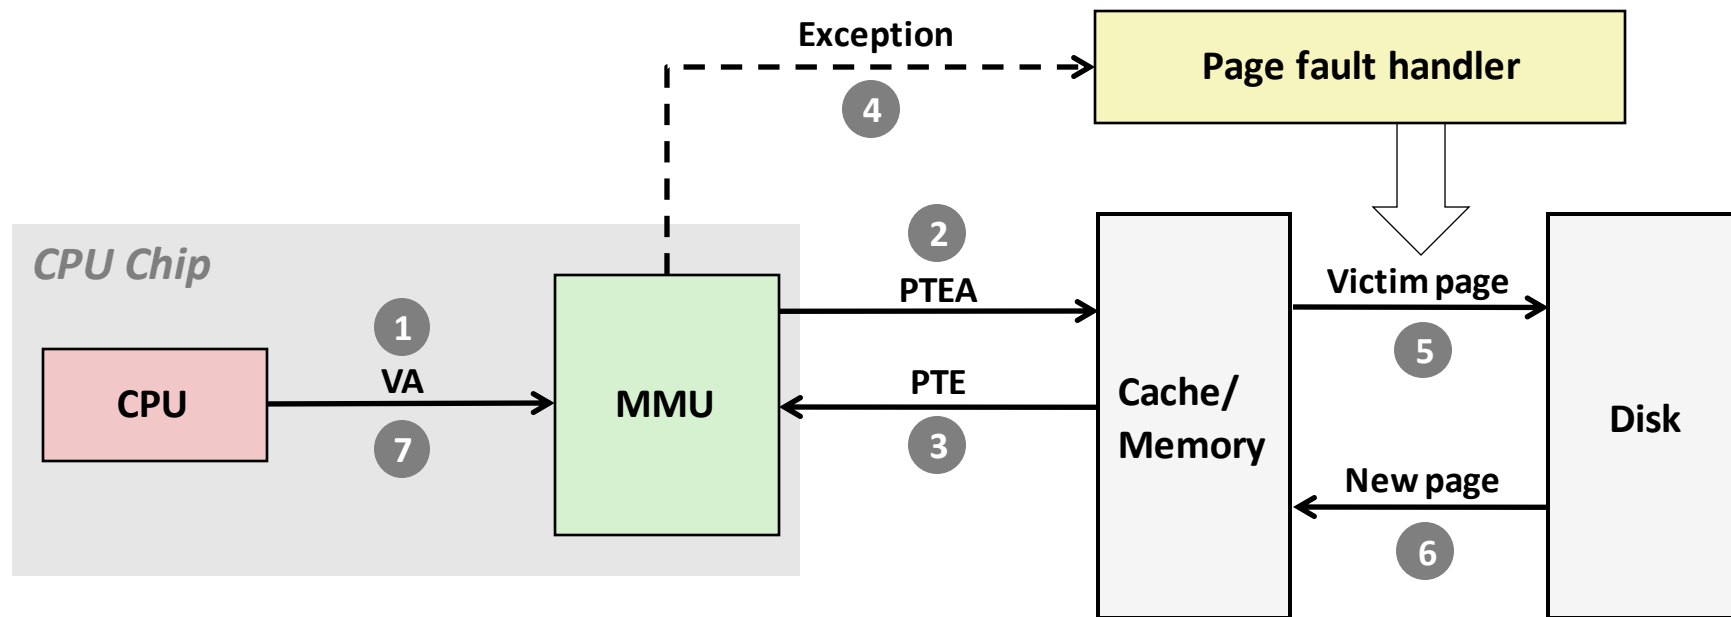 Exception
4
Page fault handler
CPU Chip
2
PTEA
1
VA
7
CPU
MMU
PTE
3
Cache/
Memory
Victim page
5
Disk
New page
6